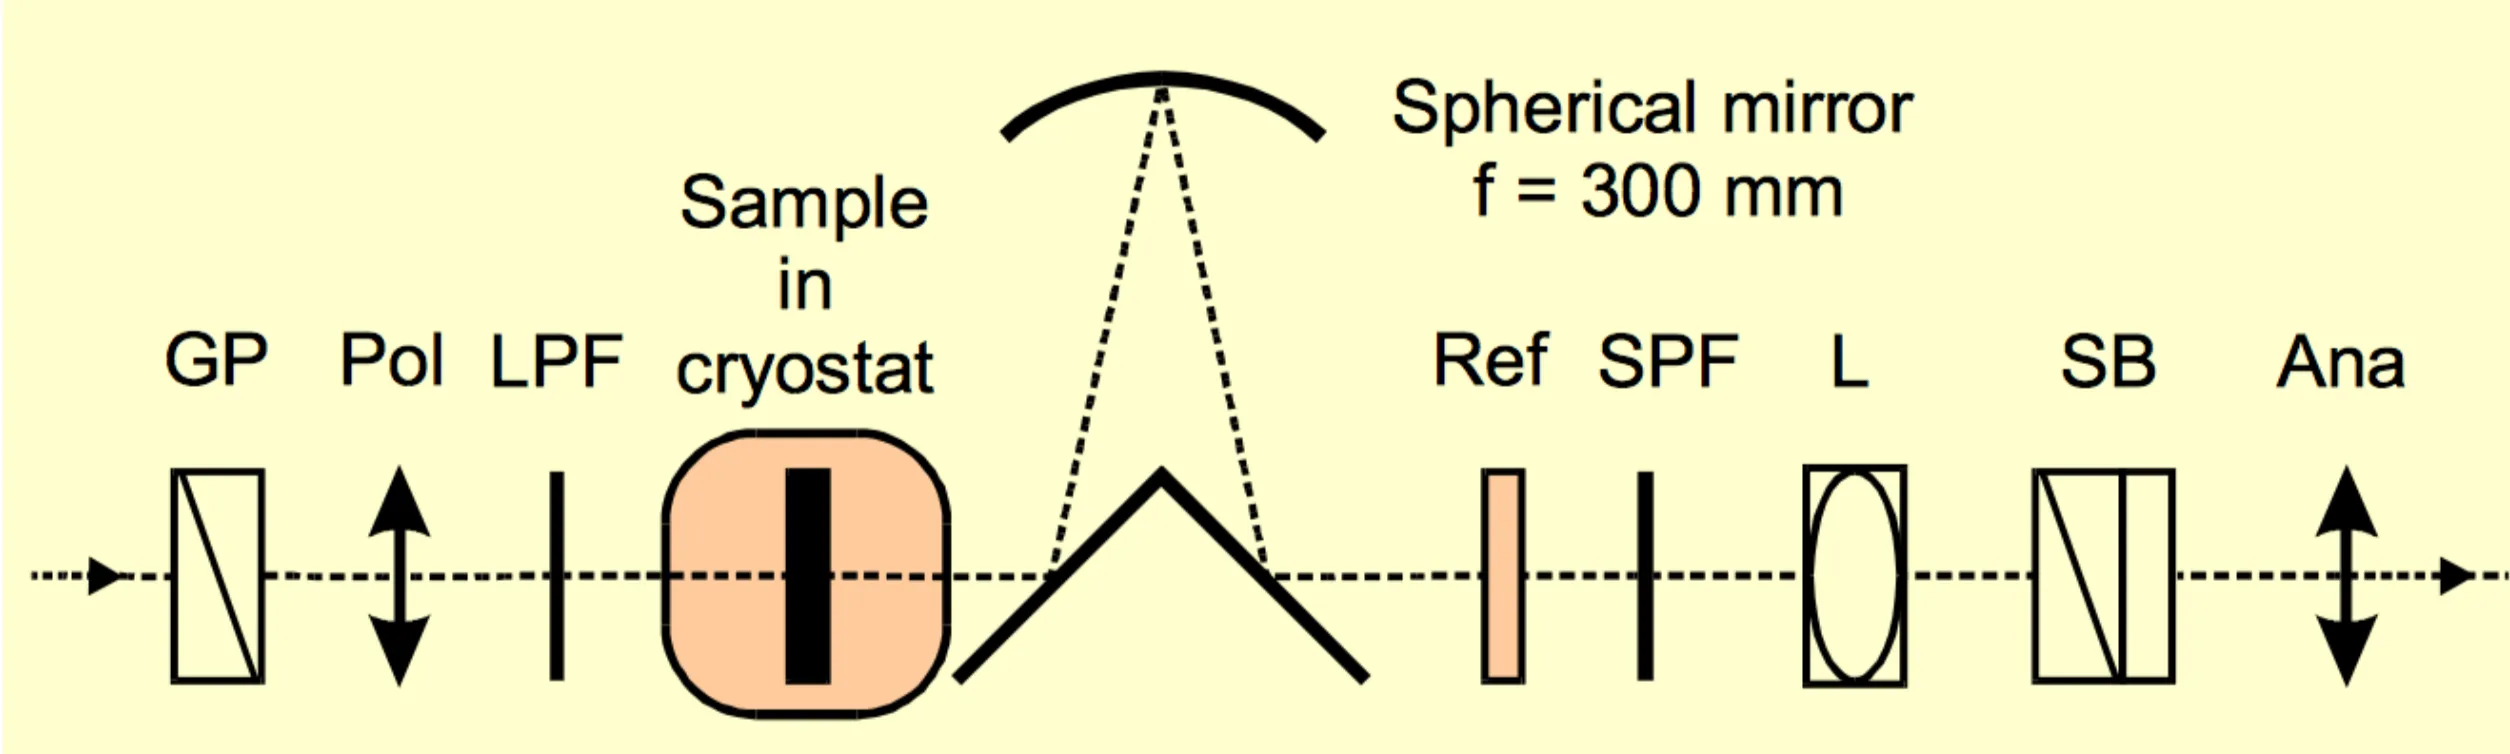 Spherical mirror
f = 300 mm
Sample
in
cryostat
GP Pol LPF
Ref SPF L SB Ana